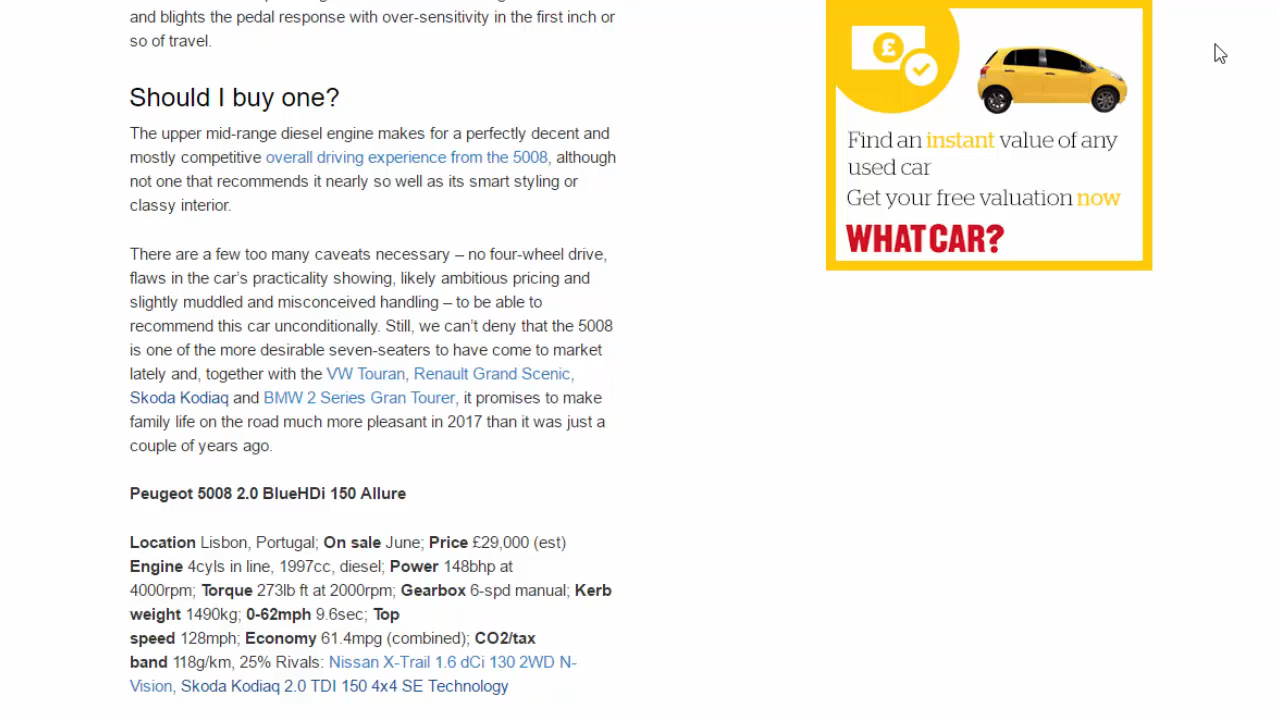 and blights the pedal response with over-sensitivity in the first inch or
so of travel.
Should I buy one?
The upper mid-range diesel engine makes for a perfectly decent and
mostly competitive overall driving experience from the 5008, although
not one that recommends it nearly so well as its smart styling or
classy interior.
There are a few too many caveats necessary – no four-wheel drive,
flaws in the car’s practicality showing, likely ambitious pricing and
slightly muddled and misconceived handling – to be able to
recommend this car unconditionally. Still, we can’t deny that the 5008
is one of the more desirable seven-seaters to have come to market
lately and, together with the VW Touran, Renault Grand Scenic,
Skoda Kodiaq and BMW 2 Series Gran Tourer, it promises to make
family life on the road much more pleasant in 2017 than it was just a
couple of years ago.
Peugeot 5008 2.0 BlueHDi 150 Allure
Location Lisbon, Portugal; On sale June; Price £29,000 (est)
Engine 4cyls in line, 1997cc, diesel; Power 148bhp at
4000rpm; Torque 273lb ft at 2000rpm; Gearbox 6-spd manual; Kerb
weight 1490kg; 0-62mph 9.6sec; Top
speed 128mph; Economy 61.4mpg (combined); CO2/tax
band 118g/km, 25% Rivals: Nissan X-Trail 1.6 dCi 130 2WD N-
Vision, Skoda Kodiaq 2.0 TDI 150 4x4 SE Technology
£
Find an instant value of any
used car
Get your free valuation now
WHAT CAR?